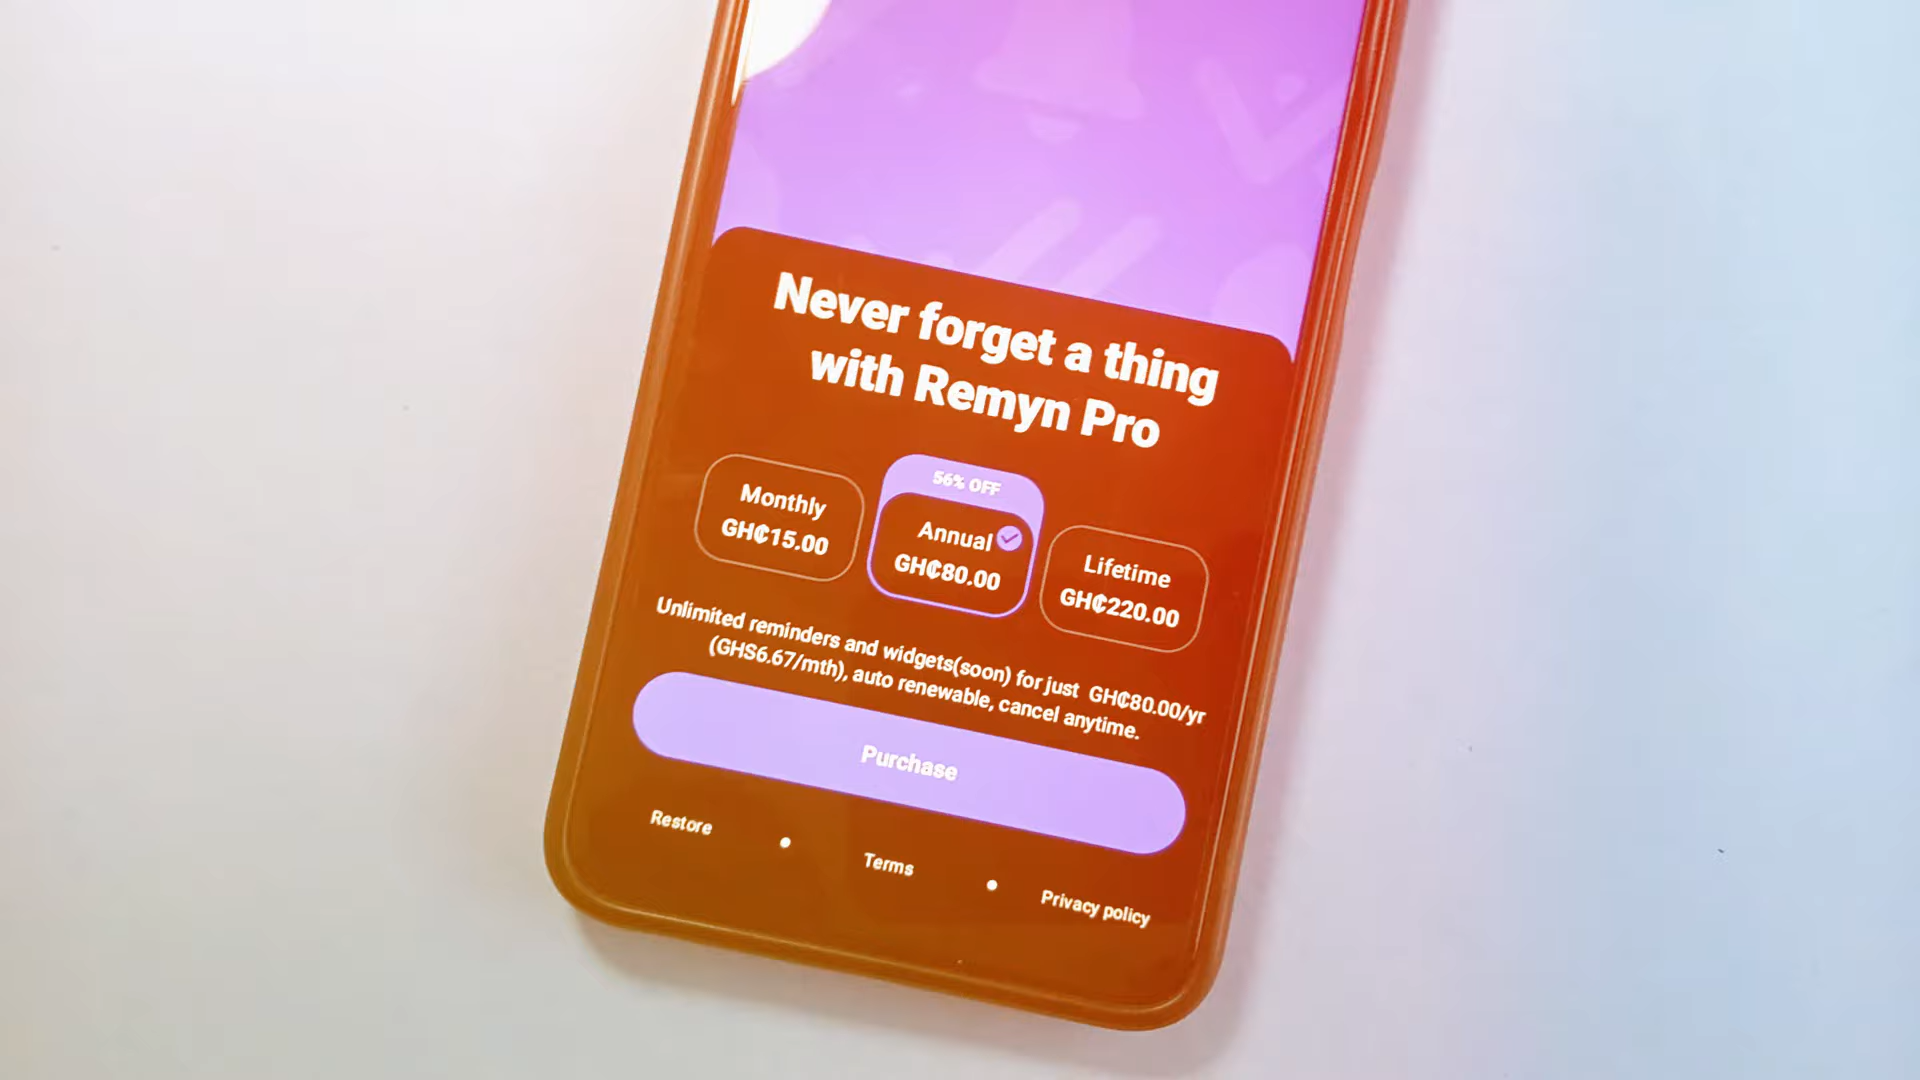 Never forget a thing
with Remyn Pro
56% OFF
Monthly
GH₵15.00
Annual
GH₵80.00
Lifetime
GH₵220.00
Unlimited reminders and widgets(soon) for just GH₵80.00/yr
(GHS6.67/mth), auto renewable, cancel anytime.
Purchase
Restore
Terms
Privacy policy